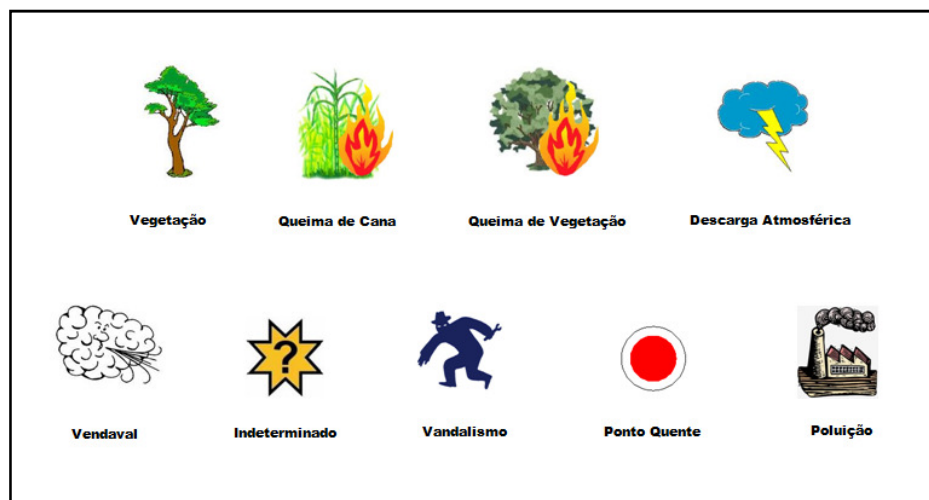 Vegetação
Queima de Cana
Queima de Vegetação
Descarga Atmosférica
?
Vendaval
Indeterminado
Vandalismo
Ponto Quente
Poluição